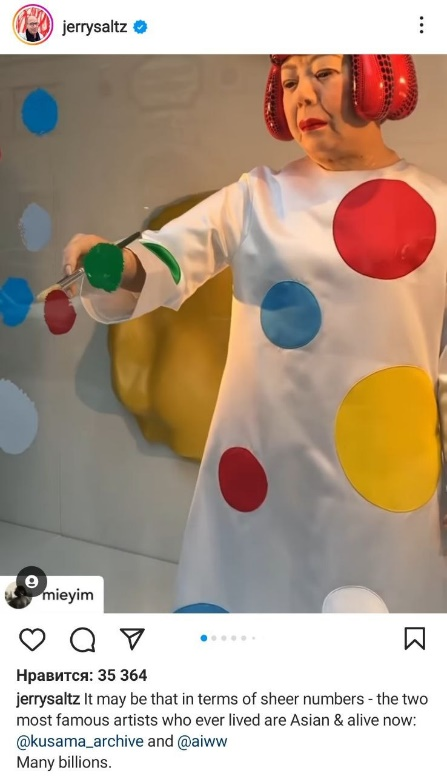 jerrysaltz
mieyim
Нравится: 35 364
jerrysaltz It may be that in terms of sheer numbers - the two
most famous artists who ever lived are Asian & alive now:
@kusama_archive and @aiww
Many billions.